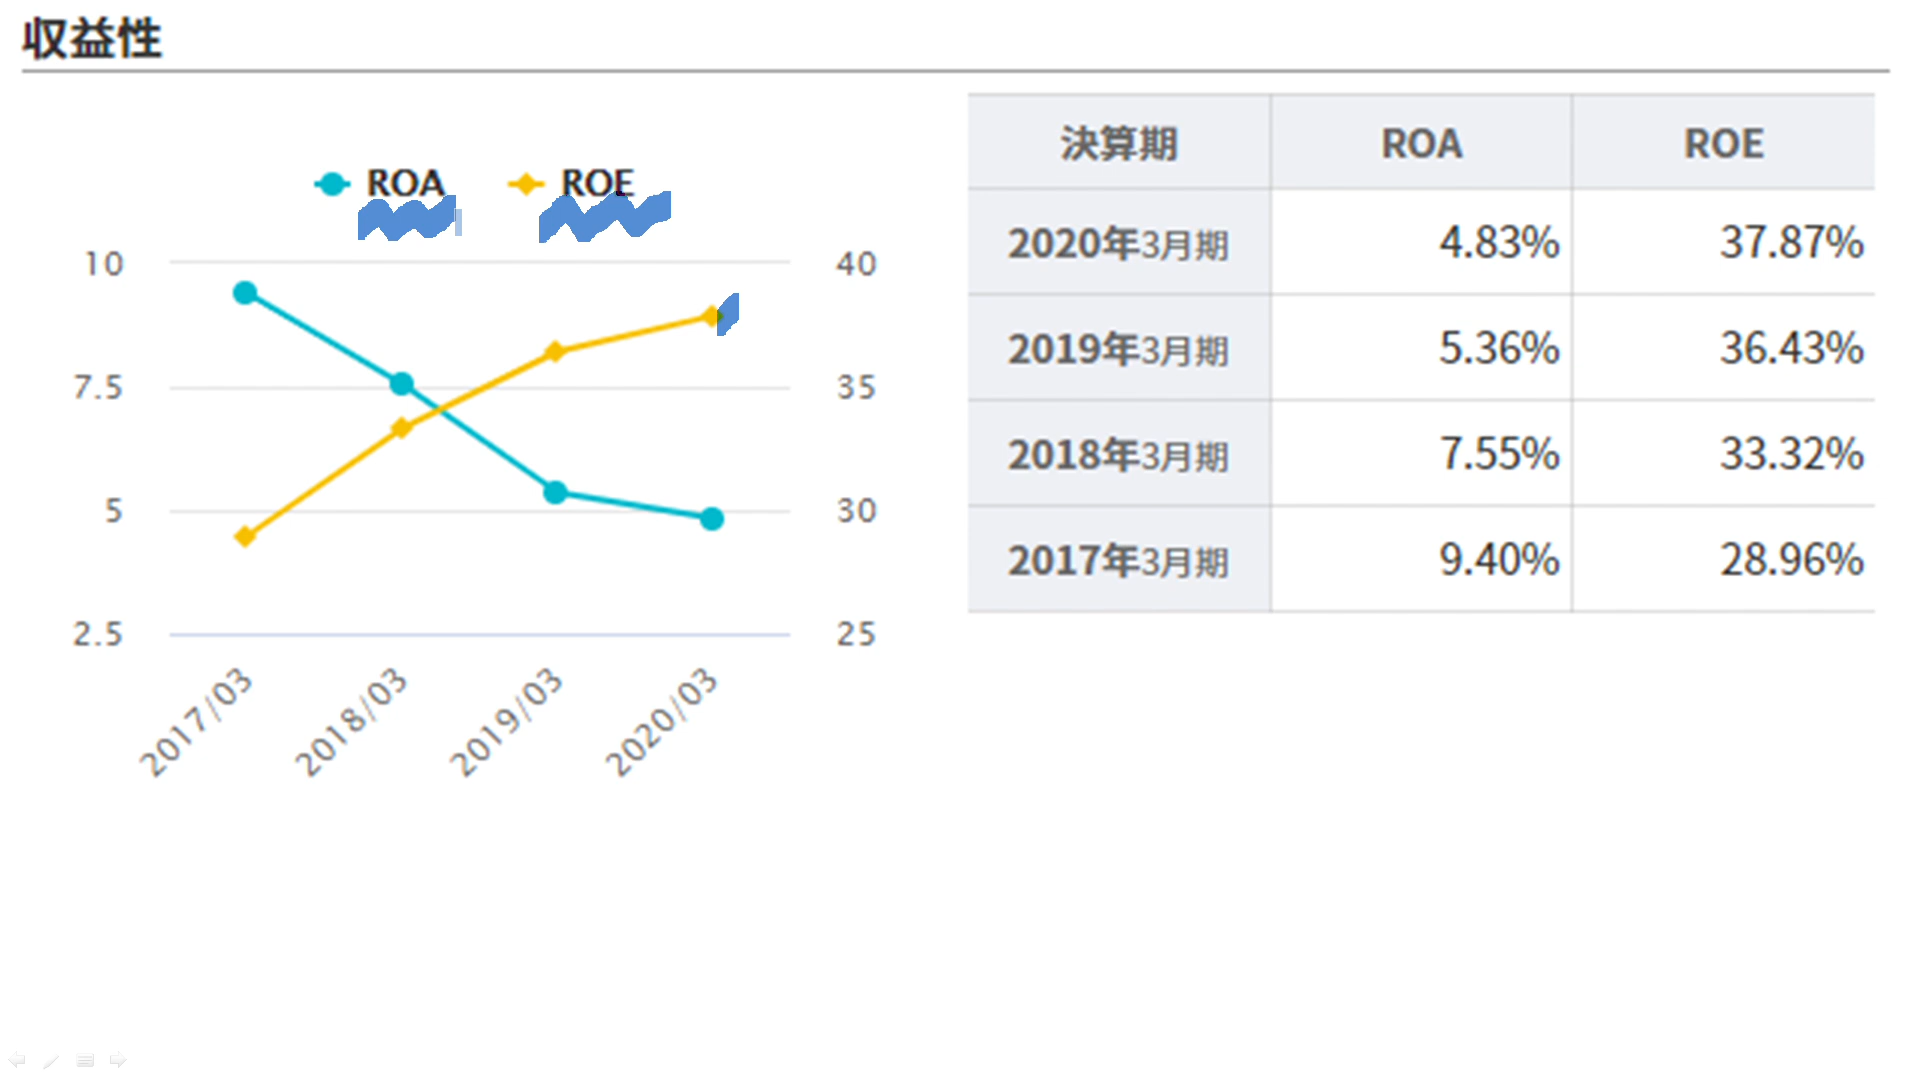 収益性
ROA ROE
10 40
7.5 35
5 30
2.5 25
2017/03 2018/03 2019/03 2020/03
決算期 ROA ROE
2020年3月期 4.83% 37.87%
2019年3月期 5.36% 36.43%
2018年3月期 7.55% 33.32%
2017年3月期 9.40% 28.96%